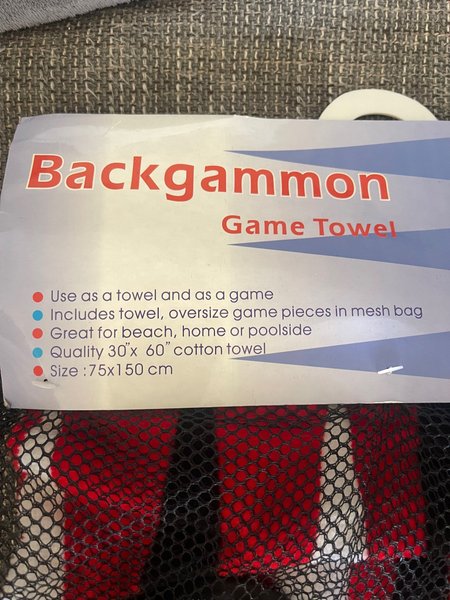 Backgammon
Game Towel
Use as a towel and as a game
Includes towel, oversize game pieces in mesh bag
Great for beach, home or poolside
Quality 30"x 60" cotton towel
Size :75x150 cm